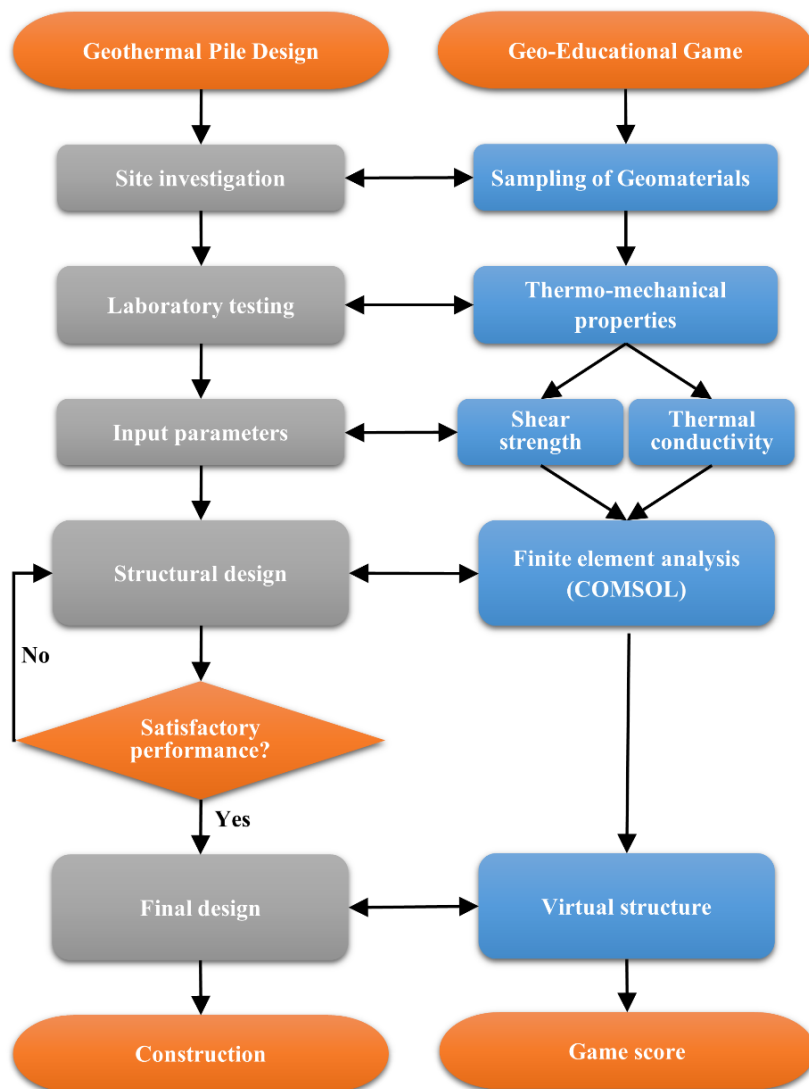 Geothermal Pile Design
Geo-Educational Game
Site investigation
Sampling of Geomaterials
Laboratory testing
Thermo-mechanical
properties
Input parameters
Shear
strength
Thermal
conductivity
Structural design
Finite element analysis
(COMSOL)
No
Satisfactory
performance?
Yes
Final design
Virtual structure
Construction
Game score